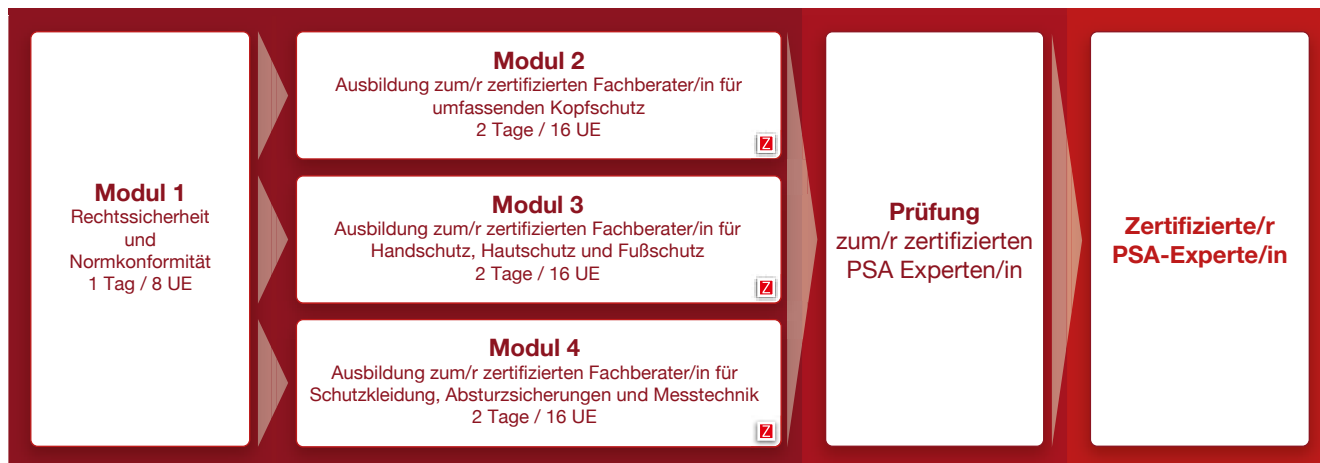 Modul 1
Rechtssicherheit
und
Normkonformität
1 Tag / 8 UE
Modul 2
Ausbildung zum/r zertifizierten Fachberater/in für
umfassenden Kopfschutz
2 Tage / 16 UE
Z
Modul 3
Ausbildung zum/r zertifizierten Fachberater/in für
Handschutz, Hautschutz und Fußschutz
2 Tage / 16 UE
Z
Modul 4
Ausbildung zum/r zertifizierten Fachberater/in für
Schutzkleidung, Absturzsicherungen und Messtechnik
2 Tage / 16 UE
Z
Prüfung
zum/r zertifizierten
PSA Experten/in
Zertifizierte/r
PSA-Experte/in